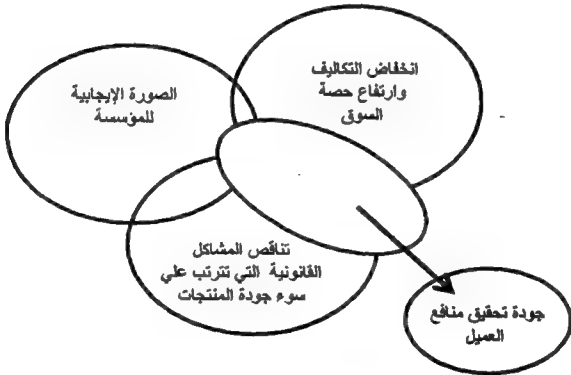 انخفاض التكاليف
وارتفاع حصة
السوق
الصورة الإيجابية
للمؤسسة
تناقص المشاكل
القانونية التي تترتب علي
سوء جودة المنتجات
جودة تحقيق منافع
العميل